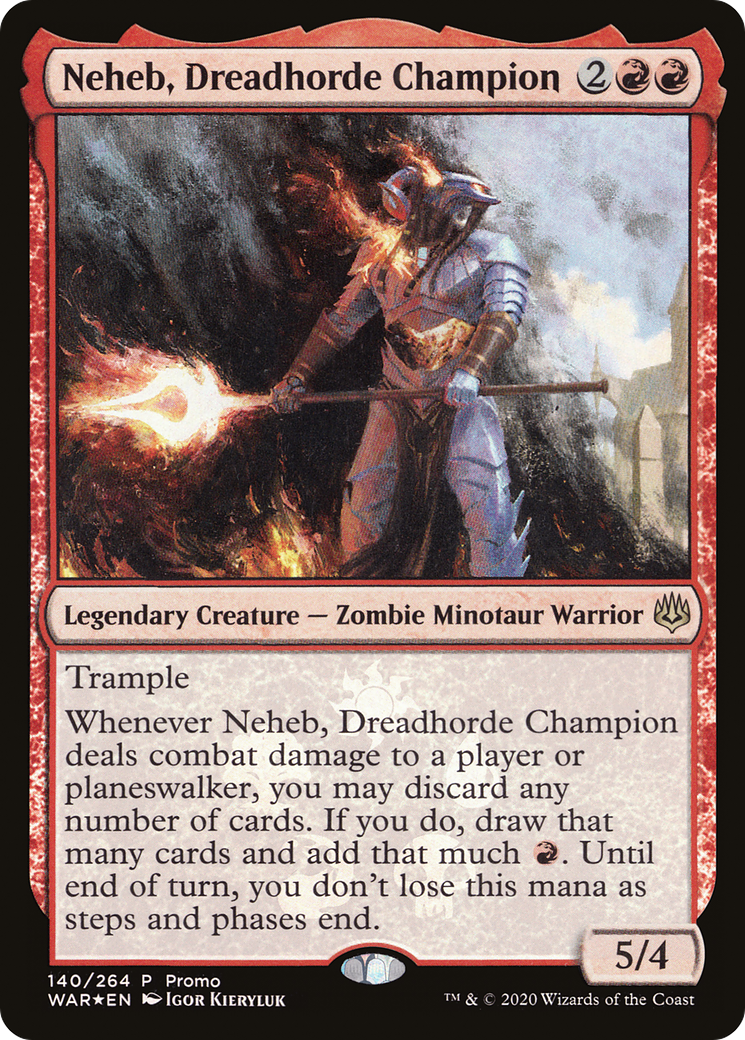 Neheb, Dreadhorde Champion 2
Legendary Creature — Zombie Minotaur Warrior
Trample
Whenever Neheb, Dreadhorde Champion
deals combat damage to a player or
planeswalker, you may discard any
number of cards. If you do, draw that
many cards and add that much . Until
end of turn, you don't lose this mana as
steps and phases end.
5/4
140/264 P Promo
WAR★EN Igor Kieryluk
™ & © 2020 Wizards of the Coast